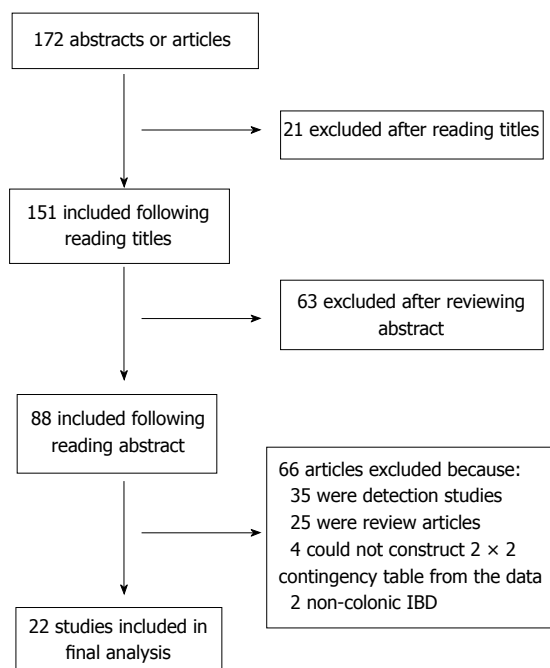 172 abstracts or articles
21 excluded after reading titles
151 included following
reading titles
63 excluded after reviewing
abstract
88 included following
reading abstract
66 articles excluded because:
35 were detection studies
25 were review articles
4 could not construct 2 × 2
contingency table from the data
2 non-colonic IBD
22 studies included in
final analysis